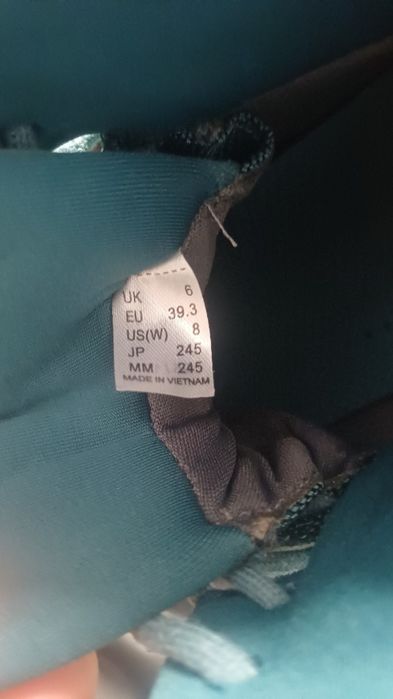 UK 6
EU 39.3
US(W) 8
JP 245
MM 245
MADE IN VIETNAM